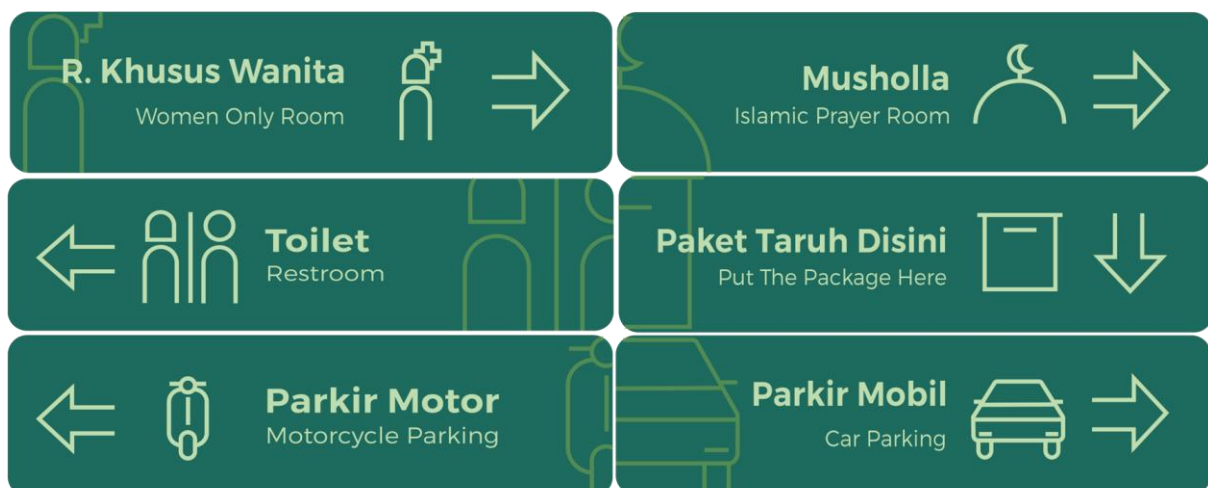 R. Khusus Wanita
Women Only Room
Musholla
Islamic Prayer Room
Toilet
Restroom
Paket Taruh Disini
Put The Package Here
Parkir Motor
Motorcycle Parking
Parkir Mobil
Car Parking